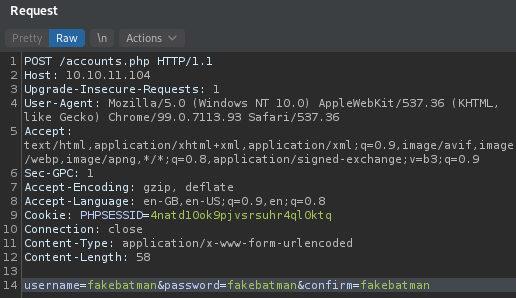 Request
Pretty Raw \n Actions
1 POST /accounts.php HTTP/1.1
2 Host: 10.10.11.104
3 Upgrade-Insecure-Requests: 1
4 User-Agent: Mozilla/5.0 (Windows NT 10.0) AppleWebKit/537.36 (KHTML,
like Gecko) Chrome/99.0.7113.93 Safari/537.36
5 Accept:
text/html,application/xhtml+xml,application/xml;q=0.9,image/avif,image
/webp,image/apng,*/*;q=0.8,application/signed-exchange;v=b3;q=0.9
6 Sec-GPC: 1
7 Accept-Encoding: gzip, deflate
8 Accept-Language: en-GB,en-US;q=0.9,en;q=0.8
9 Cookie: PHPSESSID=4natd10ok9pjvsrsuhr4ql0ktq
10 Connection: close
11 Content-Type: application/x-www-form-urlencoded
12 Content-Length: 58
13
14 username=fakebatman&password=fakebatman&confirm=fakebatman